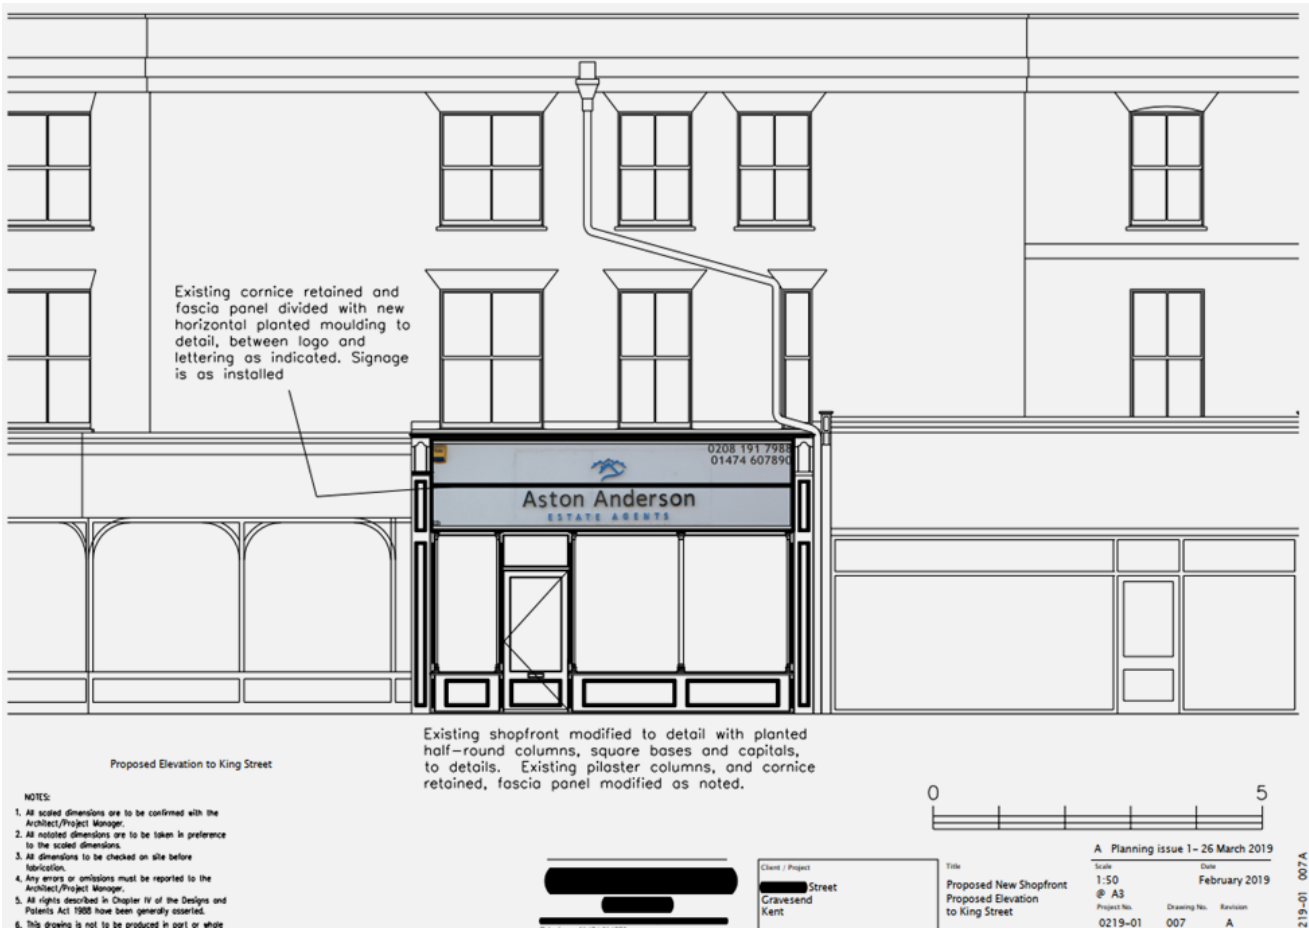 Existing cornice retained and
fascia panel divided with new
horizontal planted moulding to
detail, between logo and
lettering as indicated. Signage
is as installed
0208 191 7988
01474 607890
Aston Anderson
ESTATE AGENTS
Existing shopfront modified to detail with planted
half-round columns, square bases and capitals,
to details. Existing pilaster columns, and cornice
retained, fascia panel modified as noted.
Proposed Elevation to King Street
NOTES:
1. All scaled dimensions are to be confirmed with the
Architect/Project Manager.
2. All notated dimensions are to be taken in preference
to the scaled dimensions.
3. All dimensions to be checked on site before
fabrication.
4. Any errors or omissions must be reported to the
Architect/Project Manager.
5. All rights described in Chapter IV of the Designs and
Patents Act 1988 have been generally asserted.
6. This drawing is not to be produced in part or whole
0 5
A Planning issue 1- 26 March 2019
Client / Project
Street
Gravesend
Kent
Title
Proposed New Shopfront
Proposed Elevation
to King Street
Scale Date
1:50 February 2019
@ A3
Project No. Drawing No. Revision
0219-01 007 A
219-01 007A